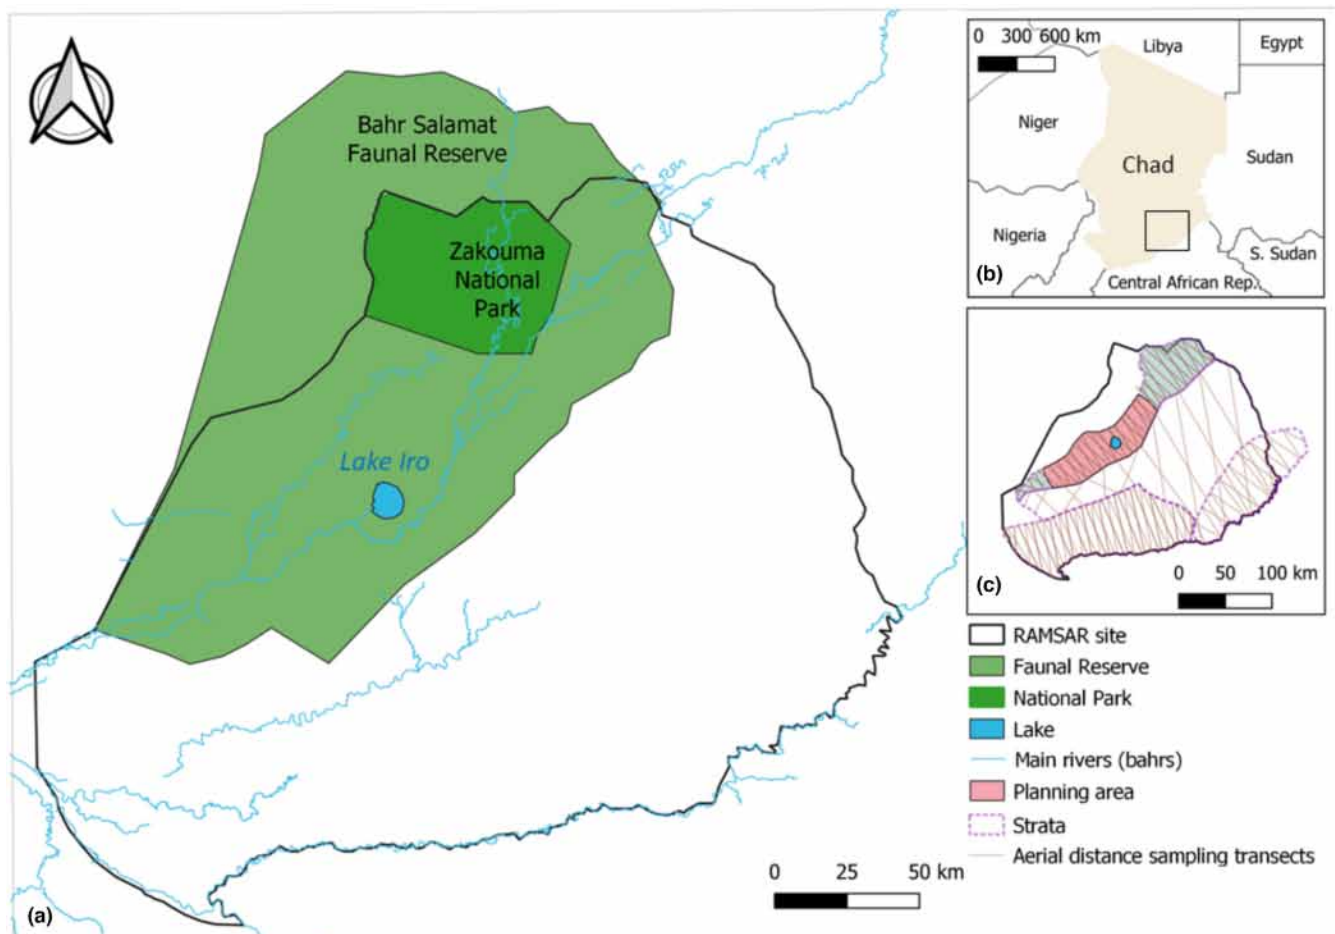 Bahr Salamat
Faunal Reserve
Zakouma
National
Park
Lake Iro
0 25 50 km
(a)
0 300 600 km
Libya
Egypt
Niger
Chad
Sudan
Nigeria
S. Sudan
Central African Rep.
(b)
(c)
0 50 100 km
RAMSAR site
Faunal Reserve
National Park
Lake
Main rivers (bahrs)
Planning area
Strata
Aerial distance sampling transects